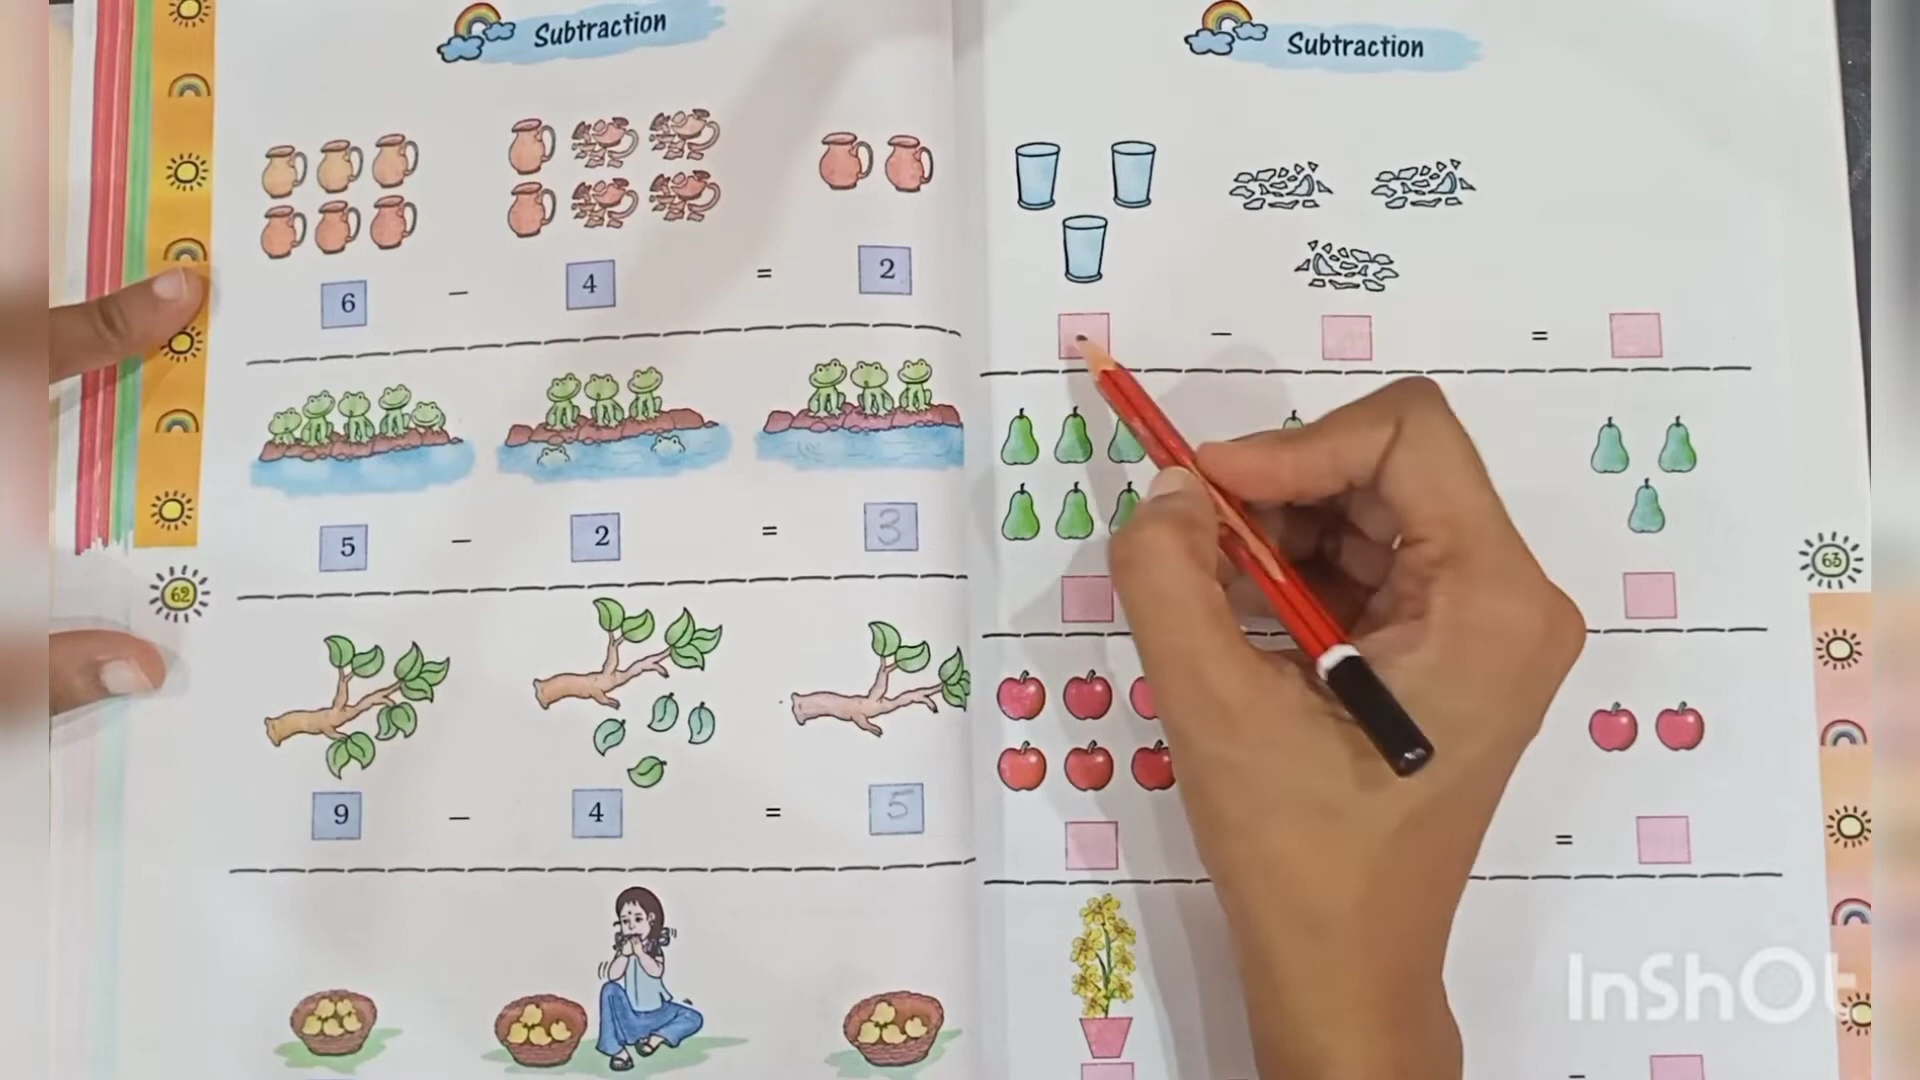 Subtraction
6 – 4 = 2
5 – 2 = 3
9 – 4 = 5
62
Subtraction
– =
=
–
63
InShOt